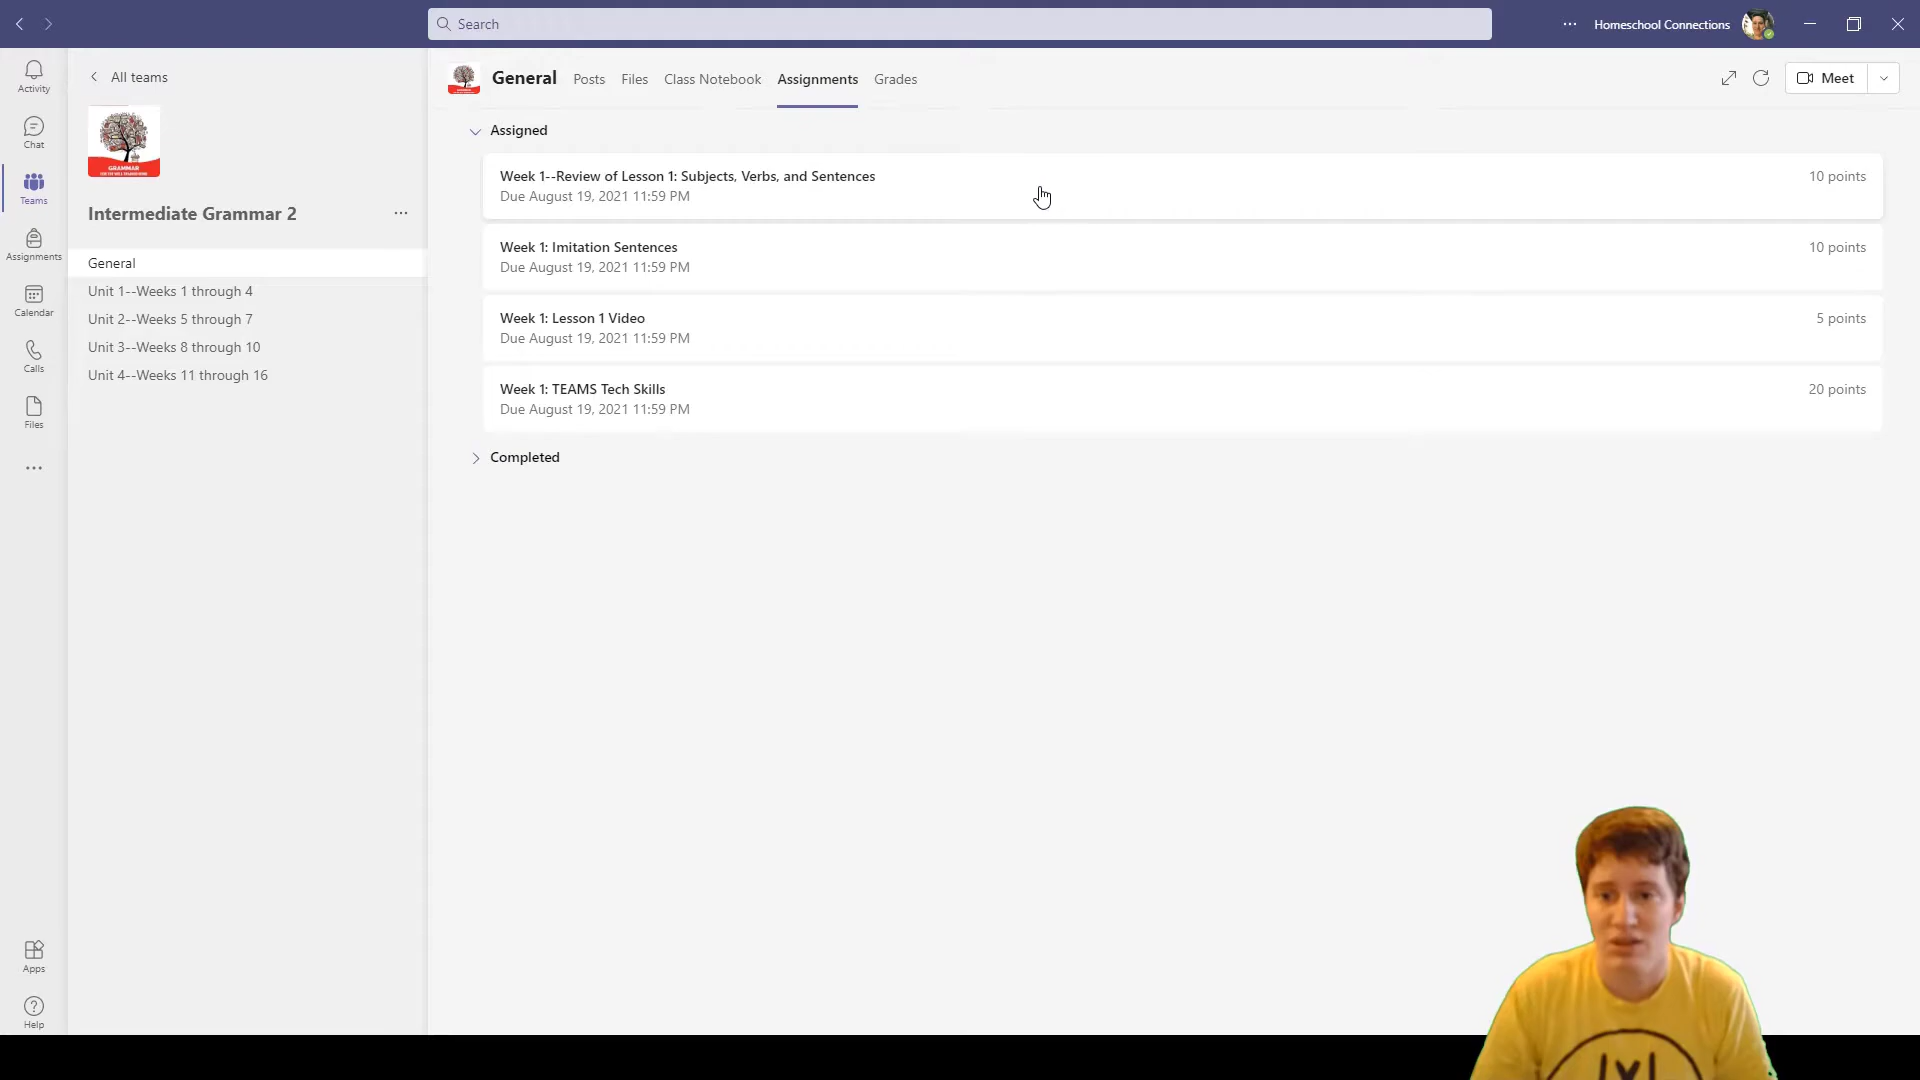 Search
Homeschool Connections
Activity
Chat
Teams
Assignments
Calendar
Calls
Files
Apps
Help
All teams
GRAMMAR
Intermediate Grammar 2
General
Unit 1--Weeks 1 through 4
Unit 2--Weeks 5 through 7
Unit 3--Weeks 8 through 10
Unit 4--Weeks 11 through 16
General Posts Files Class Notebook Assignments Grades
Meet
Assigned
Week 1--Review of Lesson 1: Subjects, Verbs, and Sentences
10 points
Due August 19, 2021 11:59 PM
Week 1: Imitation Sentences
10 points
Due August 19, 2021 11:59 PM
Week 1: Lesson 1 Video
5 points
Due August 19, 2021 11:59 PM
Week 1: TEAMS Tech Skills
20 points
Due August 19, 2021 11:59 PM
Completed